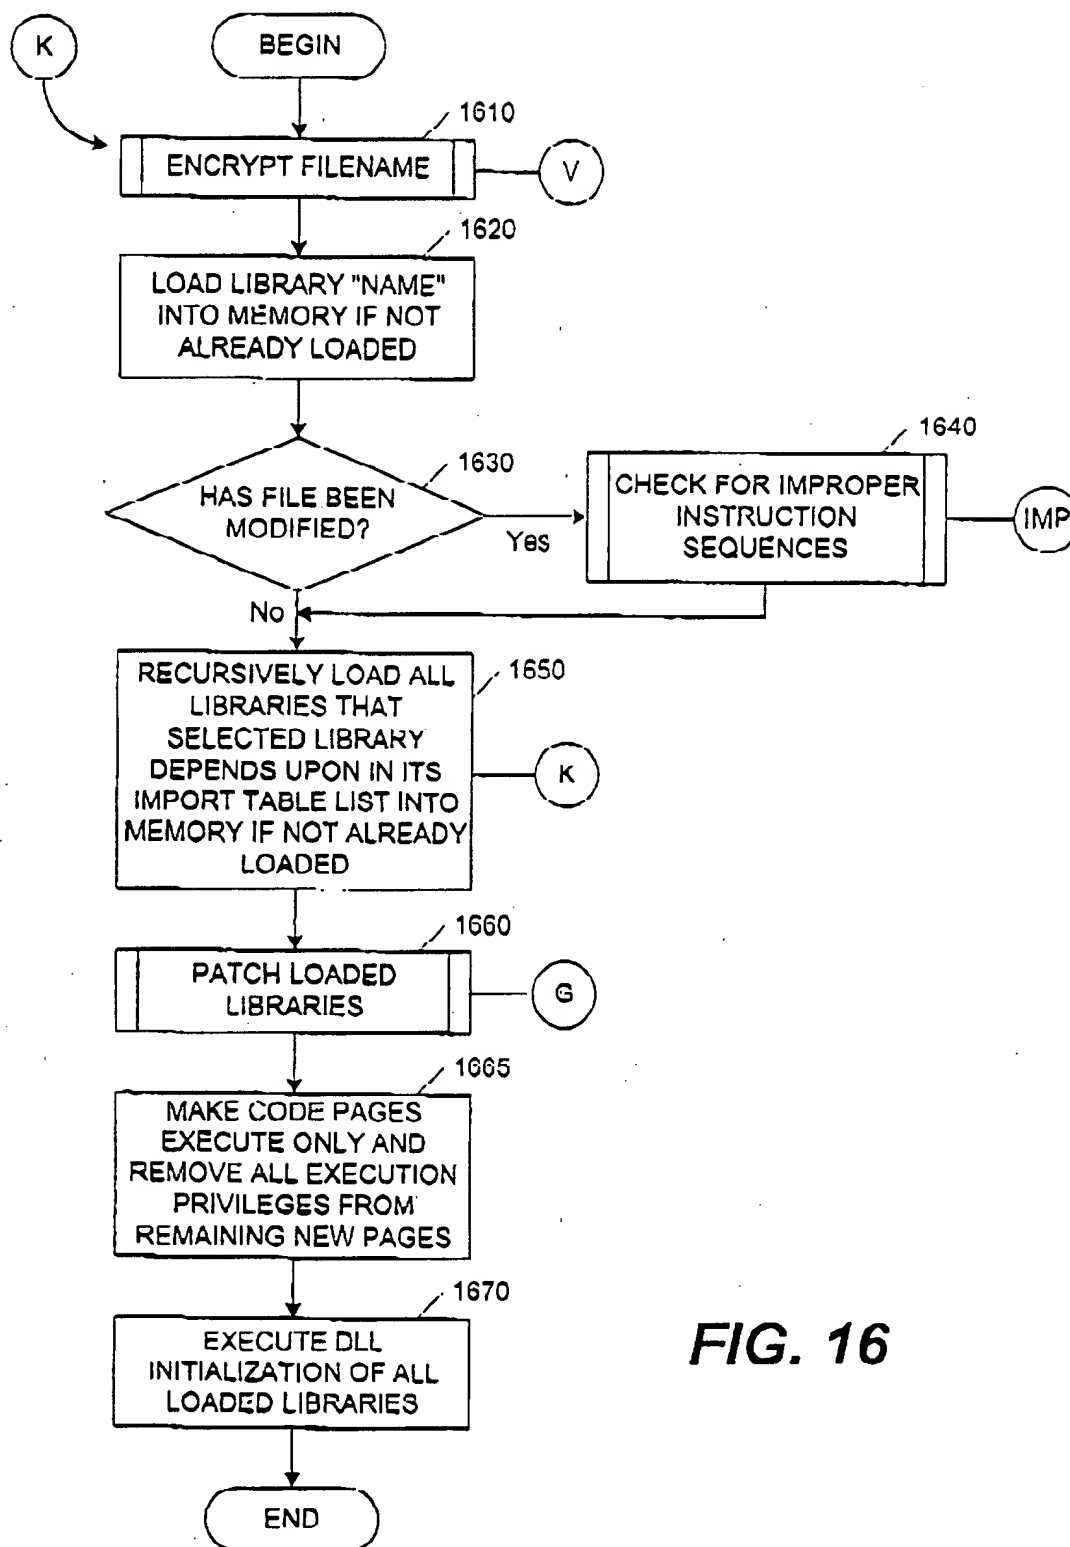 K
BEGIN
1610
ENCRYPT FILENAME
V
1620
LOAD LIBRARY "NAME"
INTO MEMORY IF NOT
ALREADY LOADED
1630
HAS FILE BEEN
MODIFIED?
Yes
No
1640
CHECK FOR IMPROPER
INSTRUCTION
SEQUENCES
IMP
1650
RECURSIVELY LOAD ALL
LIBRARIES THAT
SELECTED LIBRARY
DEPENDS UPON IN ITS
IMPORT TABLE LIST INTO
MEMORY IF NOT ALREADY
LOADED
K
1660
PATCH LOADED
LIBRARIES
G
1665
MAKE CODE PAGES
EXECUTE ONLY AND
REMOVE ALL EXECUTION
PRIVILEGES FROM
REMAINING NEW PAGES
1670
EXECUTE DLL
INITIALIZATION OF ALL
LOADED LIBRARIES
FIG. 16
END